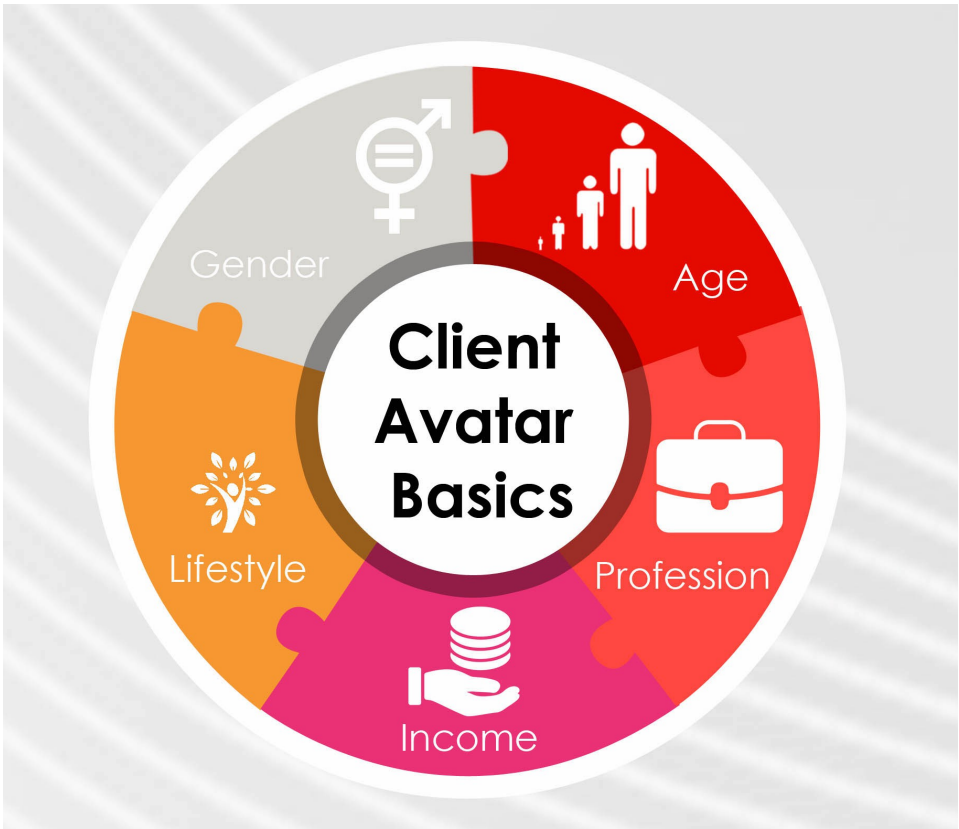 Client
Avatar
Basics
Gender
Age
Profession
Income
Lifestyle